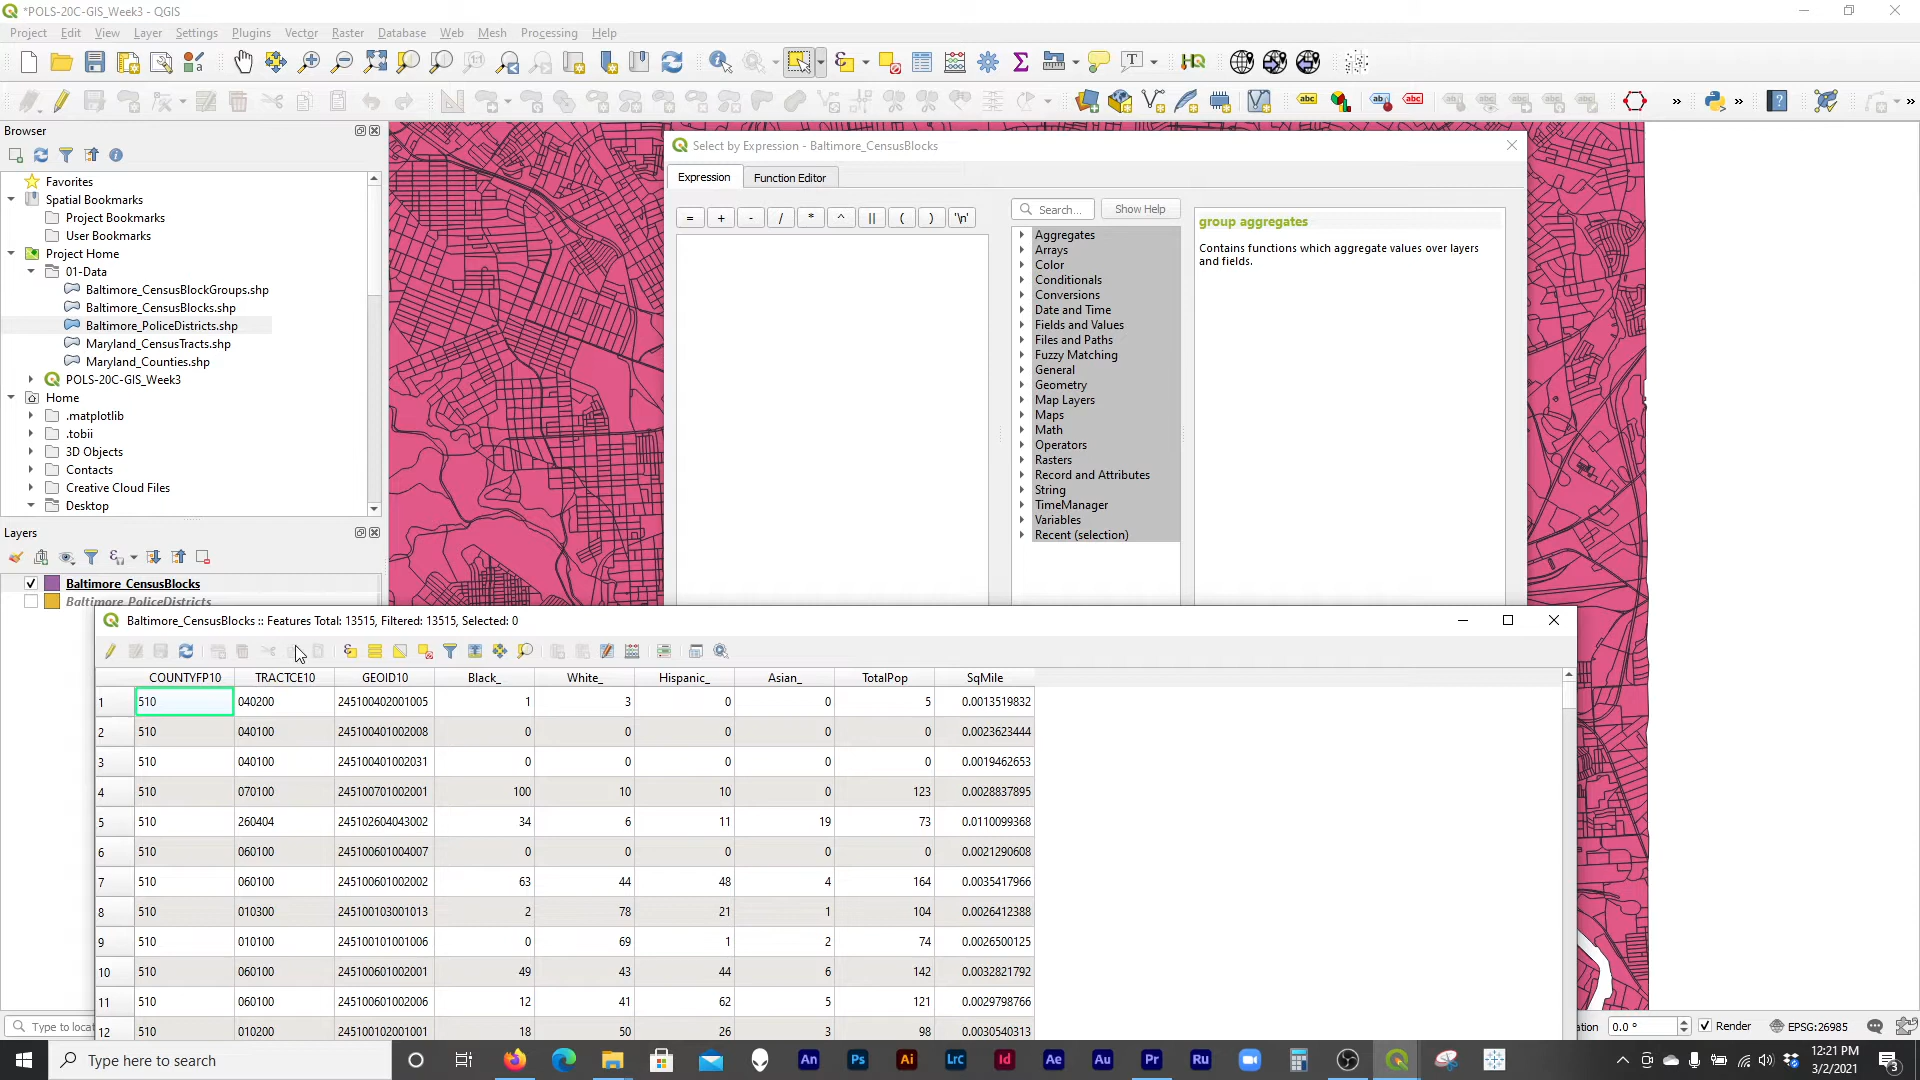 *POLS-20C-GIS_Week3 - QGIS
Project Edit View Layer Settings Plugins Vector Raster Database Web Mesh Processing Help
Browser
Favorites
Spatial Bookmarks
Project Bookmarks
User Bookmarks
Project Home
01-Data
Baltimore_CensusBlockGroups.shp
Baltimore_CensusBlocks.shp
Baltimore_PoliceDistricts.shp
Maryland_CensusTracts.shp
Maryland_Counties.shp
POLS-20C-GIS_Week3
Home
.matplotlib
.tobii
3D Objects
Contacts
Creative Cloud Files
Desktop
Layers
Baltimore_CensusBlocks
Baltimore_PoliceDistricts
Select by Expression - Baltimore_CensusBlocks
Expression Function Editor
= + - / * ^ || ( ) '\n'
Search... Show Help
Aggregates
Arrays
Color
Conditionals
Conversions
Date and Time
Fields and Values
Files and Paths
Fuzzy Matching
General
Geometry
Map Layers
Maps
Math
Operators
Rasters
Record and Attributes
String
TimeManager
Variables
Recent (selection)
group aggregates
Contains functions which aggregate values over layers
and fields.
Baltimore_CensusBlocks :: Features Total: 13515, Filtered: 13515, Selected: 0
COUNTYFP10 TRACTCE10 GEOID10 Black_ White_ Hispanic_ Asian_ TotalPop SqMile
1 510 040200 245100402001005 1 3 0 0 5 0.0013519832
2 510 040100 245100401002008 0 0 0 0 0 0.0023623444
3 510 040100 245100401002031 0 0 0 0 0 0.0019462653
4 510 070100 245100701002001 100 10 10 0 123 0.0028837895
5 510 260404 245102604043002 34 6 11 19 73 0.0110099368
6 510 060100 245100601004007 0 0 0 0 0 0.0021290608
7 510 060100 245100601002002 63 44 48 4 164 0.0035417966
8 510 010300 245100103001013 2 78 21 1 104 0.0026412388
9 510 010100 245100101001006 0 69 1 2 74 0.0026500125
10 510 060100 245100601002001 49 43 44 6 142 0.0032821792
11 510 060100 245100601002006 12 41 62 5 121 0.0029798766
12 510 010200 245100102001001 18 50 26 3 98 0.0030540313
Type to locat
ation 0.0 ° Render EPSG:26985
Type here to search
An Ps Ai Lrc Id Ae Au Pr Ru
12:21 PM
3/2/2021
3